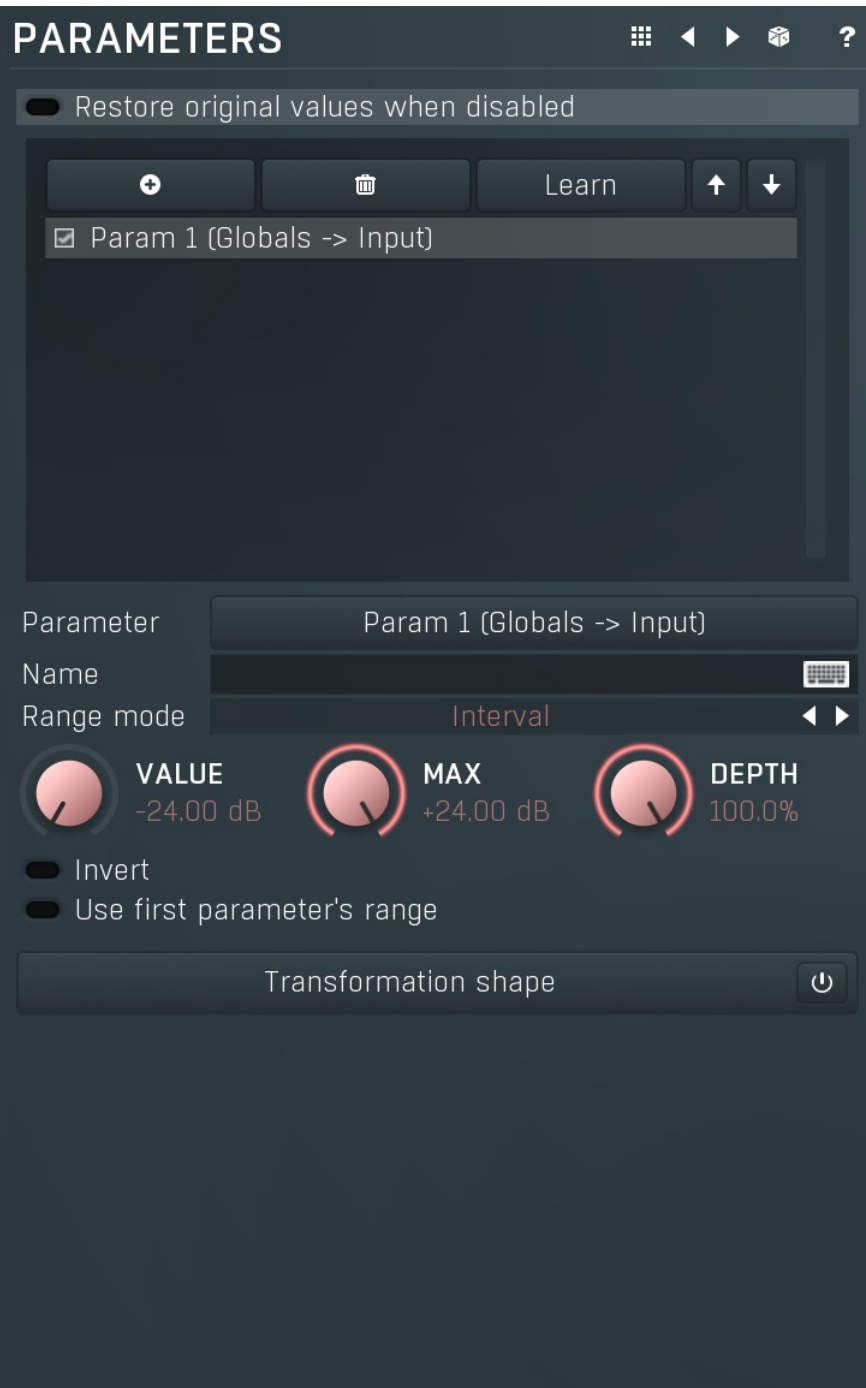 PARAMETERS ?
Restore original values when disabled
Learn
Param 1 (Globals -> Input)
Parameter Param 1 (Globals -> Input)
Name
Range mode Interval
VALUE MAX DEPTH
-24.00 dB +24.00 dB 100.0%
Invert
Use first parameter's range
Transformation shape